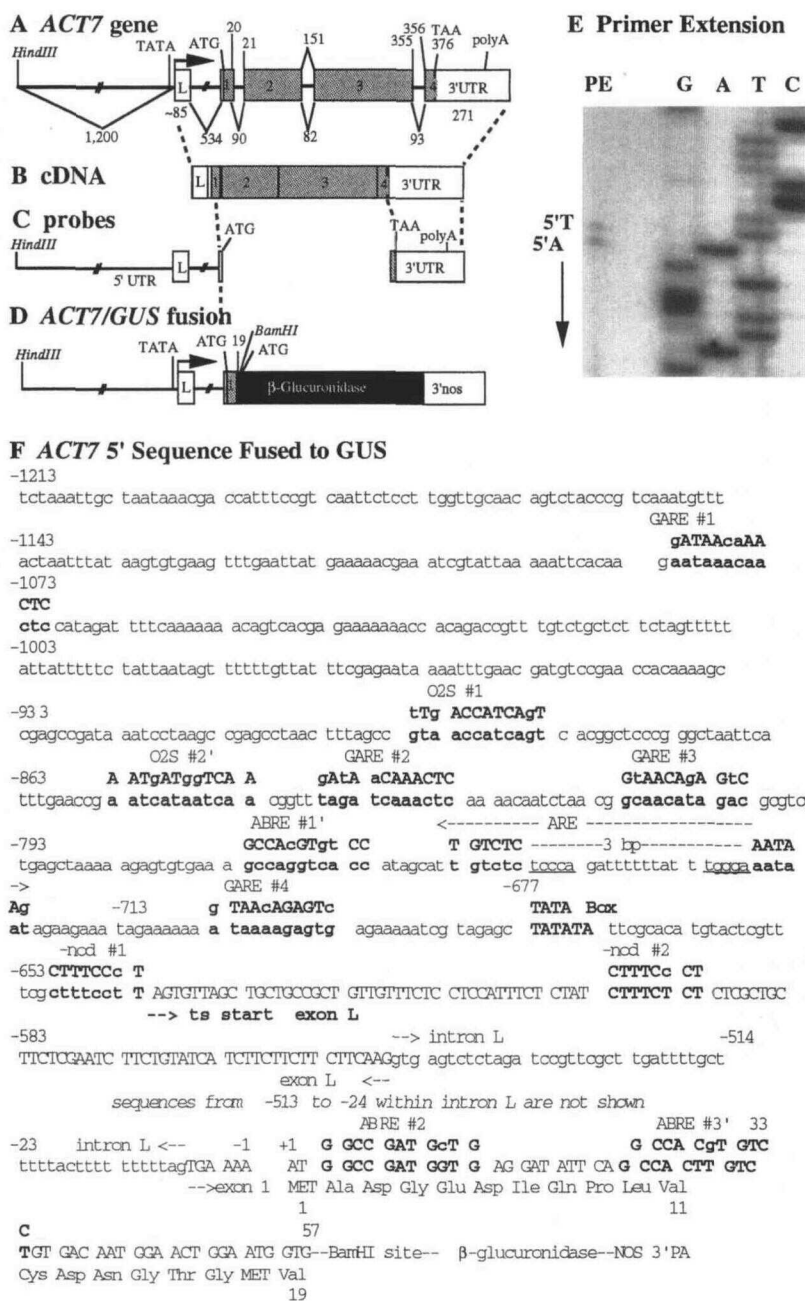 A ACT7 gene
HindIII
TATA
ATG
20
21
151
355
356
TAA
376
polyA
L
1
2
3
4
3'UTR
~85
534
90
82
93
271
1,200
B cDNA
L
1
2
3
4
3'UTR
C probes
HindIII
5' UTR
L
ATG
TAA
polyA
3'UTR
D ACT7/GUS fusion
HindIII
TATA
L
ATG
19
BamHI
ATG
β-Glucuronidase
3'nos
E Primer Extension
PE G A T C
5'T
5'A
F ACT7 5' Sequence Fused to GUS
-1213
tctaaattgc taataaacga ccatttccgt caattctcct tggttgcaac agtctacccg tcaaatgttt
GARE #1
-1143 gATAAcaAA
actaatttat aagtgtgaag tttgaattat gaaaaacgaa atcgtattaa aaattcacaa gaataaacaa
-1073
CTC
ctc catagat tttcaaaaaa acagtcacga gaaaaaaacc acagaccgtt tgtctgctct tctagttttt
-1003
attatttttc tattaatagt tttttgttat ttcgagaata aaatttgaac gatgtccgaa ccacaaaagc
O2S #1
-93 3 tTg ACCATCAgT
cgagccgata aatcctaagc cgagcctaac tttagcc gta accatcagt c acggctcccg ggctaattca
O2S #2' GARE #2 GARE #3
-863 A ATgATggTCA A gAtA aCAAACTC GtAACAgA GtC
tttgaaccg a aatcataatcaa a cggtt taga tcaaactc aa aacaatctaa cg gcaacata gac gcgtc
ABRE #1' <---------- ARE ------------------
-793 GCCAcGTgt CC T GTCTC --------3 bp----------- AATA
tgagctaaaa agagtgtgaa a gccaggtca cc atagcat t gtctc tccca gattttttat t tggga aata
-> GARE #4 -677
Ag -713 g TAAcAGAGTc TATA Box
at agaagaaa tagaaaaaa a taaaagagtg agaaaaatcg tagagc TATATA ttcgcaca tgtactcgtt
-nod #1 -nod #2
-653 CTTTCCc T CTTTCc CT
tcg ctttcct T AGTGTTAGC TGCTGCCGCT GTTGTTTCTC CTCCATTTCT CTAT CTTTCT CT CTCGCTGC
--> ts start exon L
-583 --> intron L -514
TTCTCGAATC TTCTGTATCA TCTTCTTCTT CTTCAAGgtg agtctctaga tccgttcgct tgattttgct
exon L <--
sequences from -513 to -24 within intron L are not shown
ABRE #2 ABRE #3' 33
-23 intron L <-- -1 +1 G GCC GAT GcT G G CCA CgT GTC
ttttactttt tttttagTGA AAA AT G GCC GAT GGT G AG GAT ATT CA G CCA CTT GTC
-->exon 1 MET Ala Asp Gly Glu Asp Ile Gln Pro Leu Val
1 11
C 57
TGT GAC AAT GGA ACT GGA ATG GTG--BamHI site-- β-glucuronidase--NOS 3'PA
Cys Asp Asn Gly Thr Gly MET Val
19